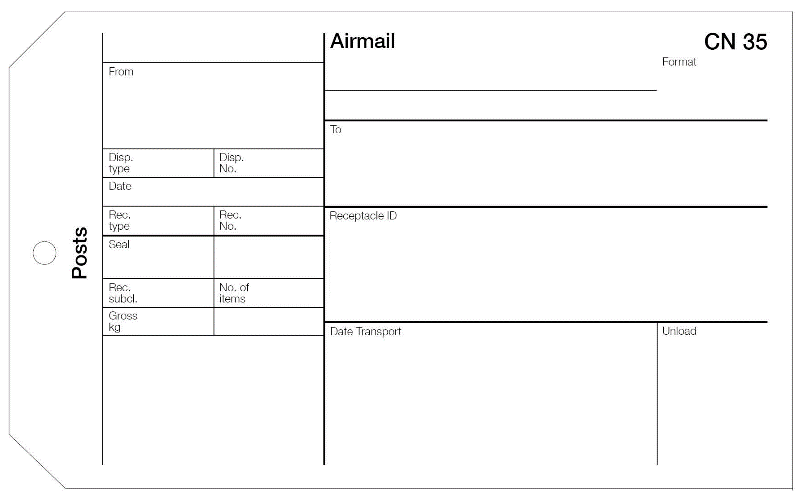 Posts
From
Disp. type
Disp. No.
Date
Rec. type
Rec. No.
Seal
Rec. subcl.
No. of items
Gross kg
Airmail
CN 35
Format
To
Receptacle ID
Date Transport
Unload